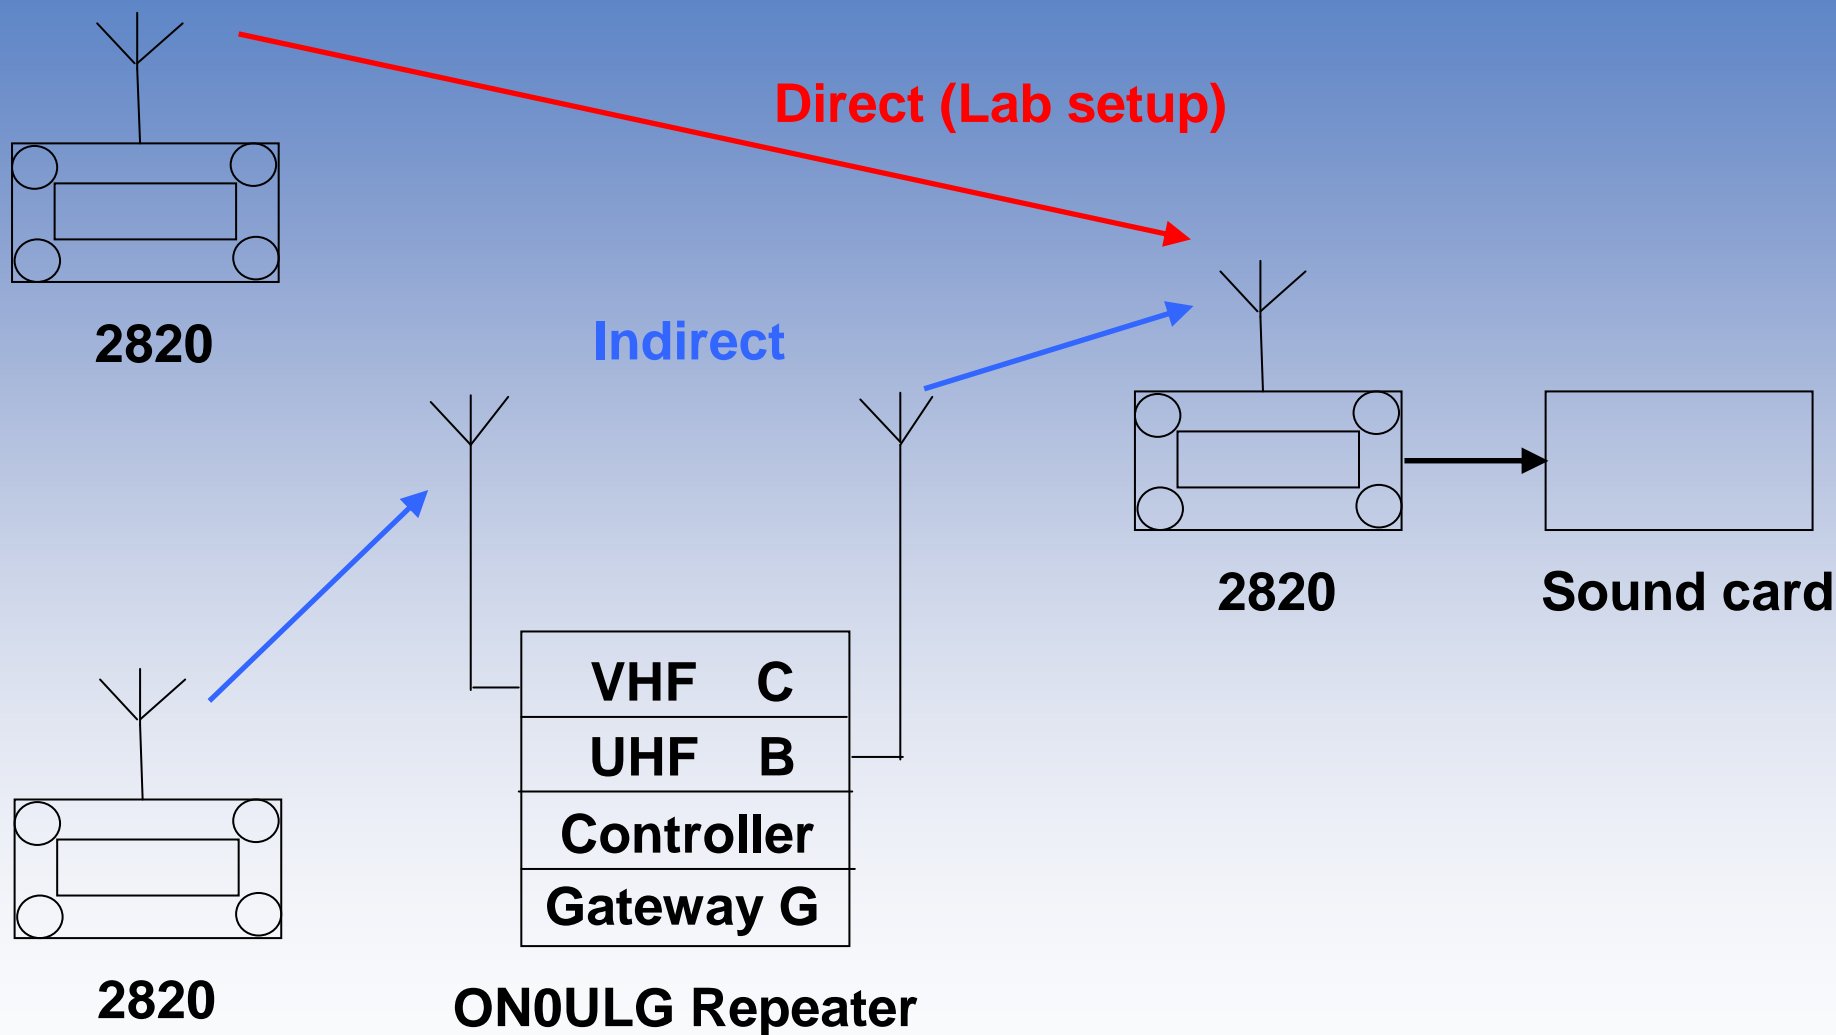 Direct (Lab setup)
2820
Indirect
2820
Sound card
VHF C
UHF B
Controller
Gateway G
2820
ON0ULG Repeater